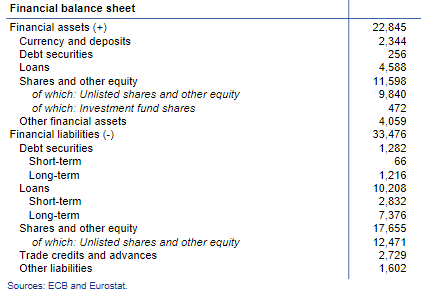 Financial balance sheet
Financial assets (+) 22,845
Currency and deposits 2,344
Debt securities 256
Loans 4,588
Shares and other equity 11,598
of which: Unlisted shares and other equity 9,840
of which: Investment fund shares 472
Other financial assets 4,059
Financial liabilities (-) 33,476
Debt securities 1,282
Short-term 66
Long-term 1,216
Loans 10,208
Short-term 2,832
Long-term 7,376
Shares and other equity 17,655
of which: Unlisted shares and other equity 12,471
Trade credits and advances 2,729
Other liabilities 1,602
Sources: ECB and Eurostat.